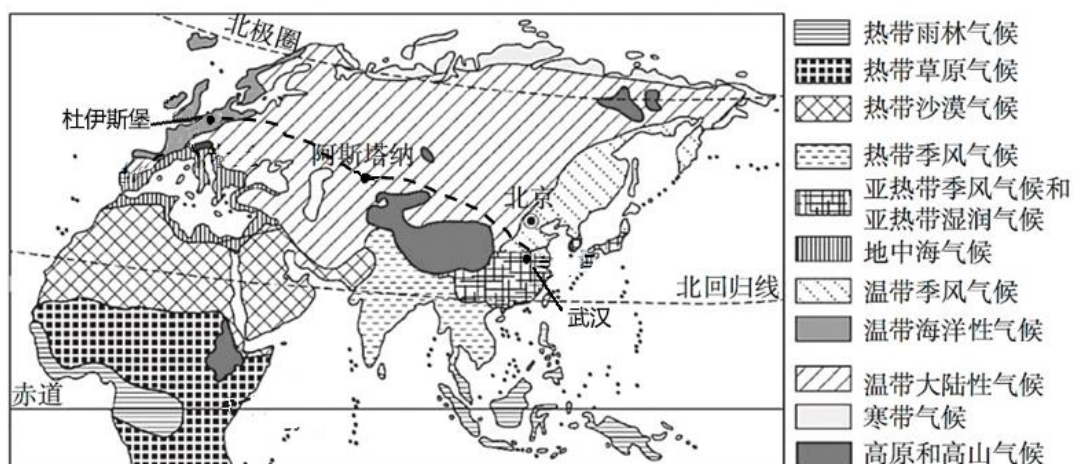 北极圈
杜伊斯堡
阿斯塔纳
北京
北回归线
武汉
赤道
热带雨林气候
热带草原气候
热带沙漠气候
热带季风气候
亚热带季风气候和
亚热带湿润气候
地中海气候
温带季风气候
温带海洋性气候
温带大陆性气候
寒带气候
高原和高山气候